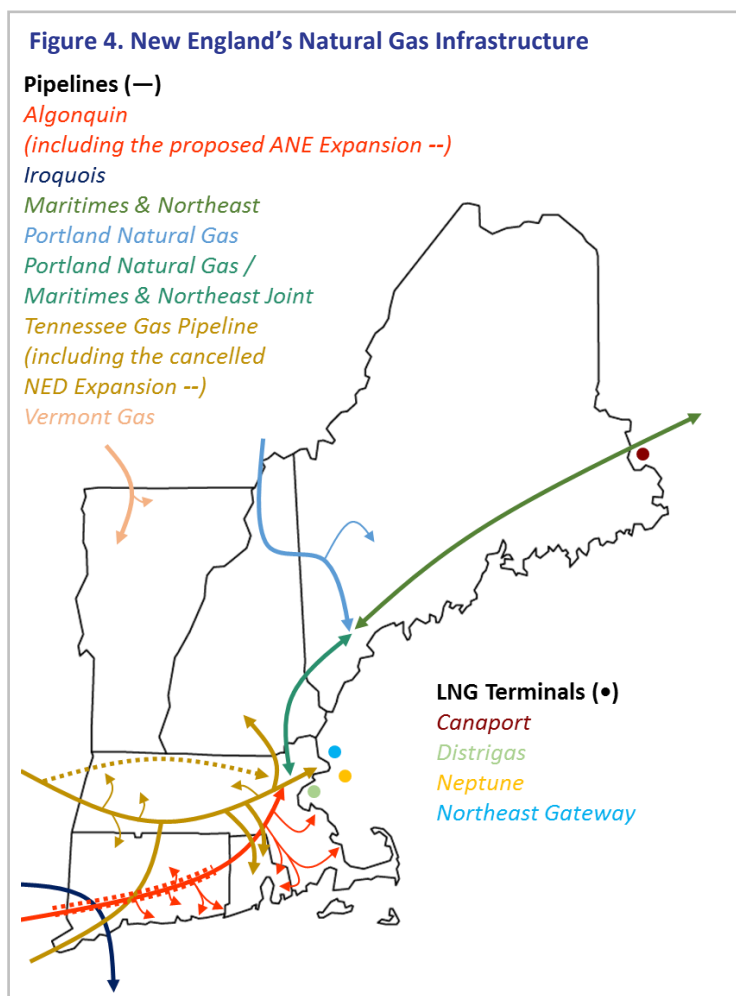 Figure 4. New England's Natural Gas Infrastructure
Pipelines (—)
Algonquin
(including the proposed ANE Expansion --)
Iroquois
Maritimes & Northeast
Portland Natural Gas
Portland Natural Gas /
Maritimes & Northeast Joint
Tennessee Gas Pipeline
(including the cancelled
NED Expansion --)
Vermont Gas
LNG Terminals (•)
Canaport
Distrigas
Neptune
Northeast Gateway